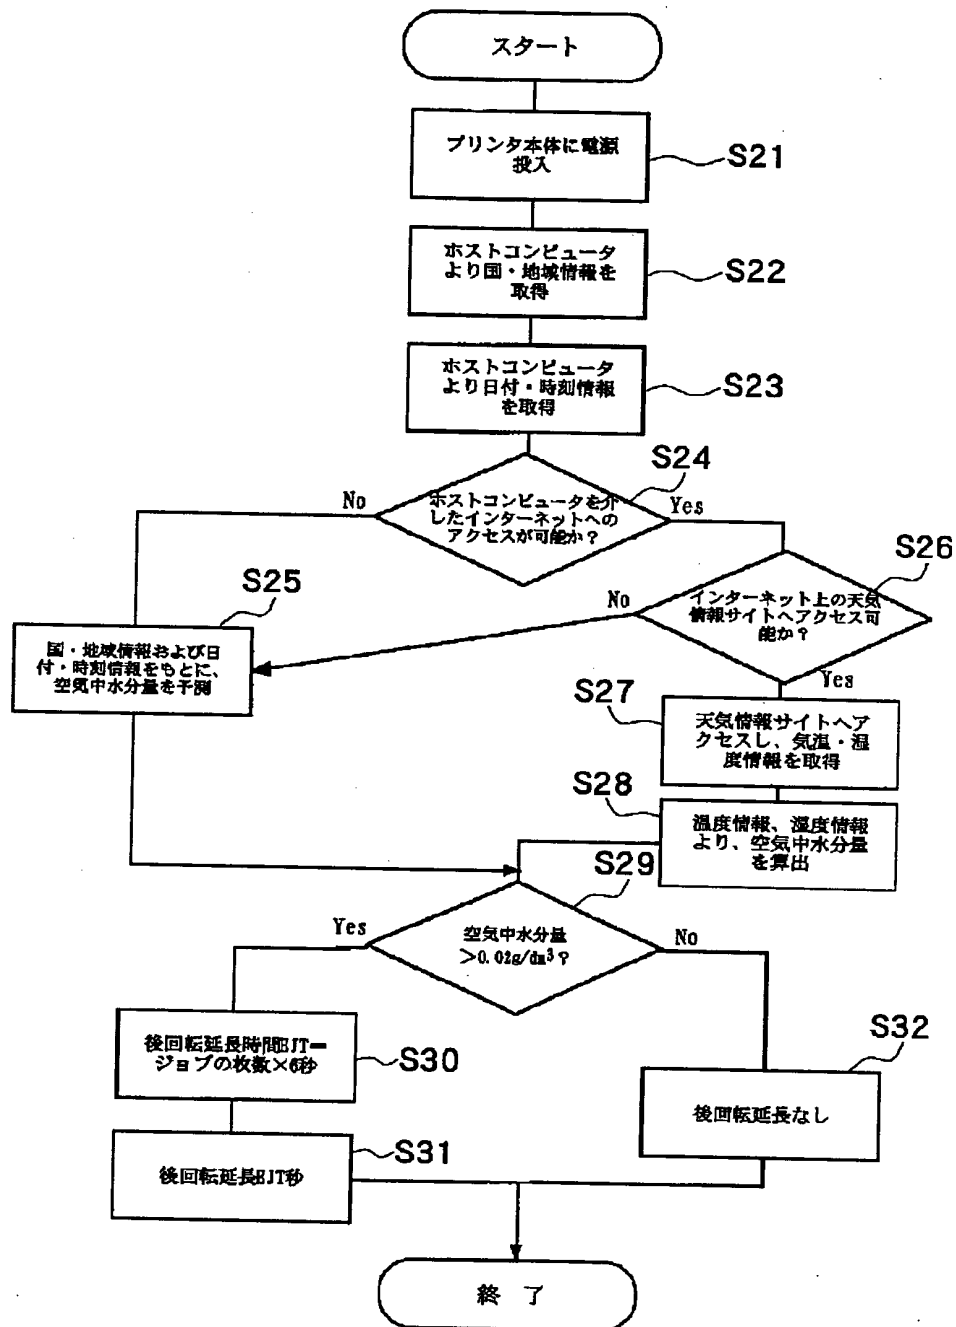 スタート
プリンタ本体に電源
投入
S21
ホストコンピュータ
より国・地域情報を
取得
S22
ホストコンピュータ
より日付・時刻情報
を取得
S23
S24
No
ホストコンピュータを介
したインターネットへの
アクセスが可能か?
Yes
S26
インターネット上の天気
情報サイトへアクセス可
能か?
No
Yes
S25
国・地域情報および日
付・時刻情報をもとに、
空気中水分量を予測
S27
天気情報サイトへア
クセスし、気温・湿
度情報を取得
S28
温度情報、湿度情報
より、空気中水分量
を算出
S29
Yes
空気中水分量
>0.02g/dm³?
No
後回転延長時間EJT=
ジョブの枚数×6秒
S30
S32
後回転延長なし
後回転延長EJT秒
S31
終 了